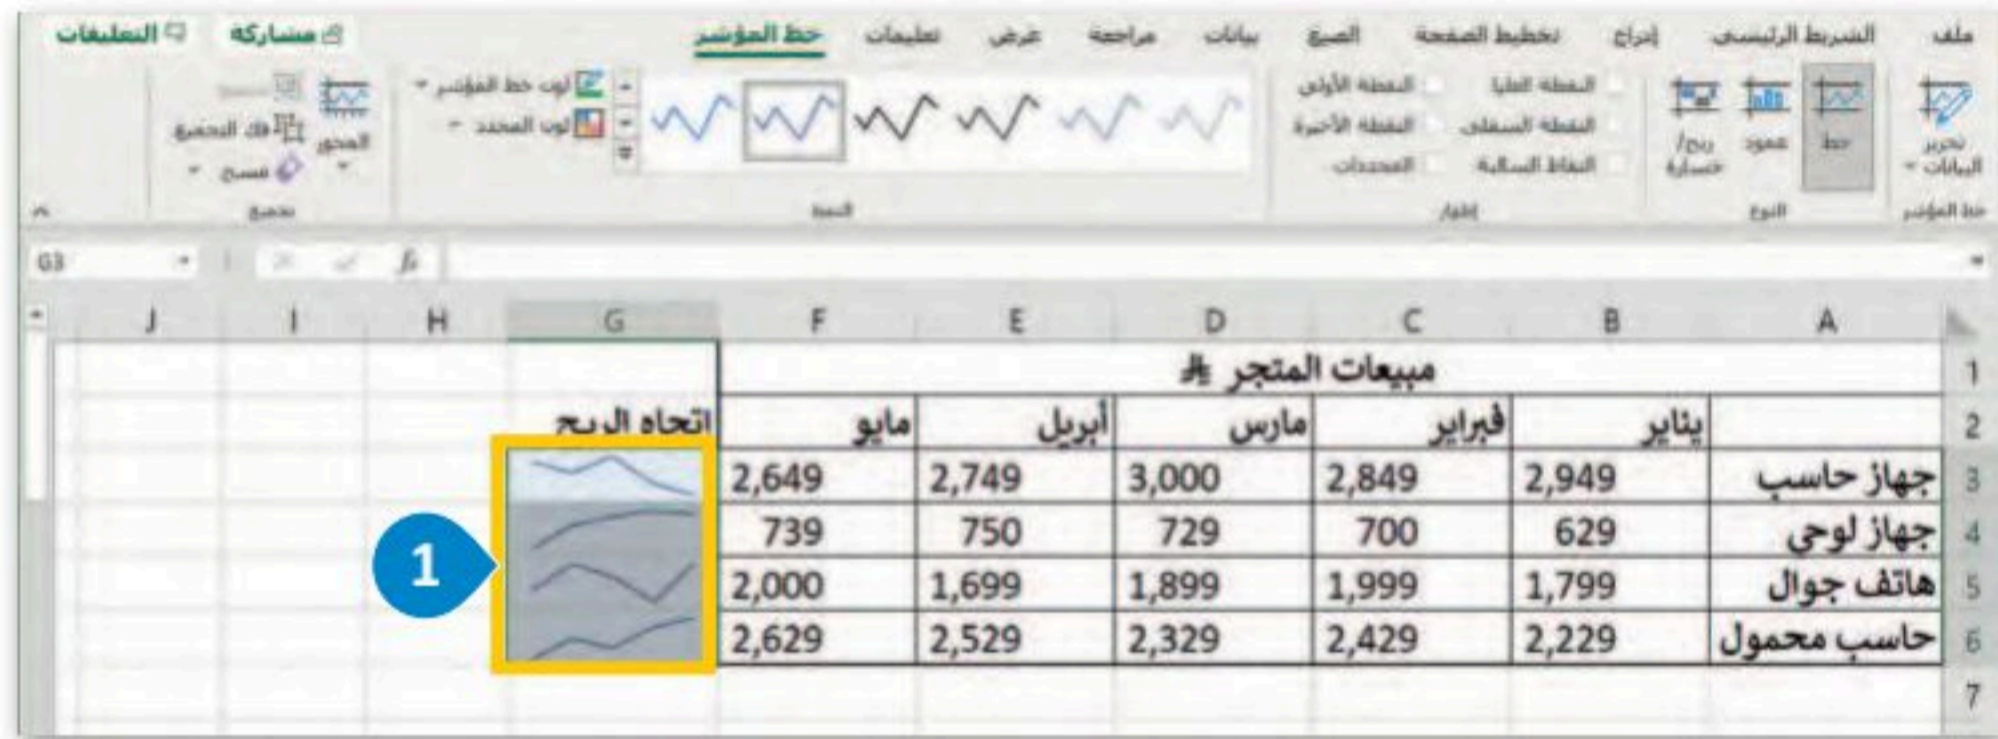 ملف الشريط الرئيسي إدراج تخطيط الصفحة الصيغ بيانات مراجعة عرض تعليمات خط المؤشر مشاركة التعليقات
تحرير البيانات
خط
عمود
ربح/خسارة
النقطة العليا النقطة الأولى
النقطة السفلى النقطة الأخيرة
النقاط السالبة المحددات
لون خط المؤشر
لون المحدد
المحور
فك التجميع
مسح
خط المؤشر النوع إظهار النمط تجميع
G3 fx
A B C D E F G H I J
1 مبيعات المتجر
2 يناير فبراير مارس أبريل مايو اتجاه الربح
3 جهاز حاسب 2,949 2,849 3,000 2,749 2,649
4 جهاز لوحي 629 700 729 750 739
5 هاتف جوال 1,799 1,999 1,899 1,699 2,000
6 حاسب محمول 2,229 2,429 2,329 2,529 2,629
7
1